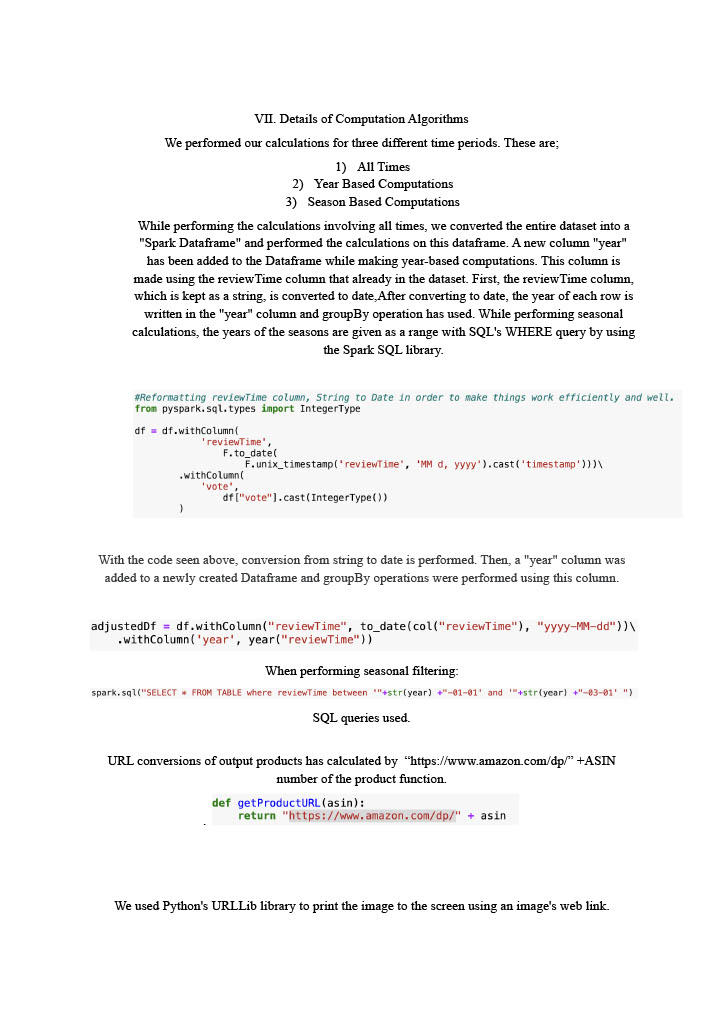 VII. Details of Computation Algorithms
We performed our calculations for three different time periods. These are;
1) All Times
2) Year Based Computations
3) Season Based Computations
While performing the calculations involving all times, we converted the entire dataset into a
"Spark Dataframe" and performed the calculations on this dataframe. A new column "year"
has been added to the Dataframe while making year-based computations. This column is
made using the reviewTime column that already in the dataset. First, the reviewTime column,
which is kept as a string, is converted to date,After converting to date, the year of each row is
written in the "year" column and groupBy operation has used. While performing seasonal
calculations, the years of the seasons are given as a range with SQL's WHERE query by using
the Spark SQL library.
#Reformatting reviewTime column, String to Date in order to make things work efficiently and well.
from pyspark.sql.types import IntegerType
df = df.withColumn(
'reviewTime',
F.to_date(
F.unix_timestamp('reviewTime', 'MM d, yyyy').cast('timestamp')))\
.withColumn(
'vote',
df["vote"].cast(IntegerType())
)
With the code seen above, conversion from string to date is performed. Then, a "year" column was
added to a newly created Dataframe and groupBy operations were performed using this column.
adjustedDf = df.withColumn("reviewTime", to_date(col("reviewTime"), "yyyy-MM-dd"))\
.withColumn('year', year("reviewTime"))
When performing seasonal filtering:
spark.sql("SELECT * FROM TABLE where reviewTime between '"+str(year) +"-01-01' and '"+str(year) +"-03-01' ")
SQL queries used.
URL conversions of output products has calculated by “https://www.amazon.com/dp/” +ASIN
number of the product function.
def getProductURL(asin):
return "https://www.amazon.com/dp/" + asin
.
We used Python's URLLib library to print the image to the screen using an image's web link.